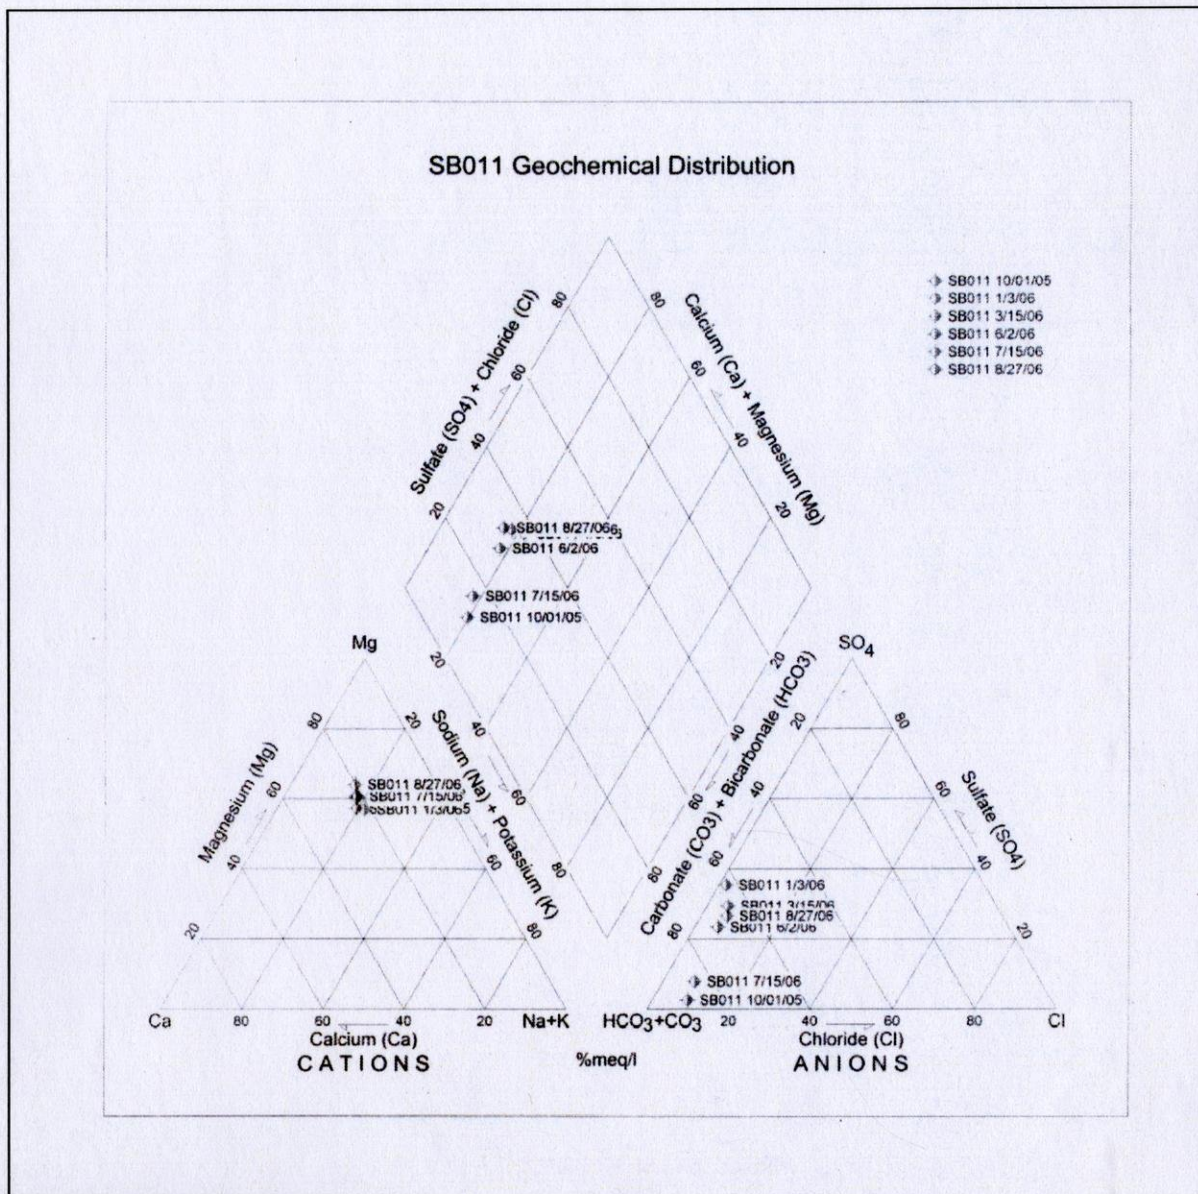 SB011 Geochemical Distribution
SB011 10/01/05
SB011 1/3/06
SB011 3/15/06
SB011 6/2/06
SB011 7/15/06
SB011 8/27/06
80
80
Sulfate (SO4) + Chloride (Cl)
Calcium (Ca) + Magnesium (Mg)
60
60
40
40
20
20
SB011 8/27/06
SB011 6/2/06
SB011 7/15/06
SB011 10/01/05
20
20
40
40
60
60
80
80
Sodium (Na) + Potassium (K)
Carbonate (CO3) + Bicarbonate (HCO3)
Mg
80
20
Magnesium (Mg)
60
SB011 8/27/06
SB011 7/15/06
SB011 1/3/06
40
60
20
80
Ca
80
60
40
20
Na+K
Calcium (Ca)
CATIONS
%meq/l
SO4
20
80
40
60
Sulfate (SO4)
60
40
SB011 1/3/06
SB011 3/15/06
SB011 8/27/06
SB011 6/2/06
80
20
SB011 7/15/06
SB011 10/01/05
HCO3+CO3
20
40
60
80
Cl
Chloride (Cl)
ANIONS